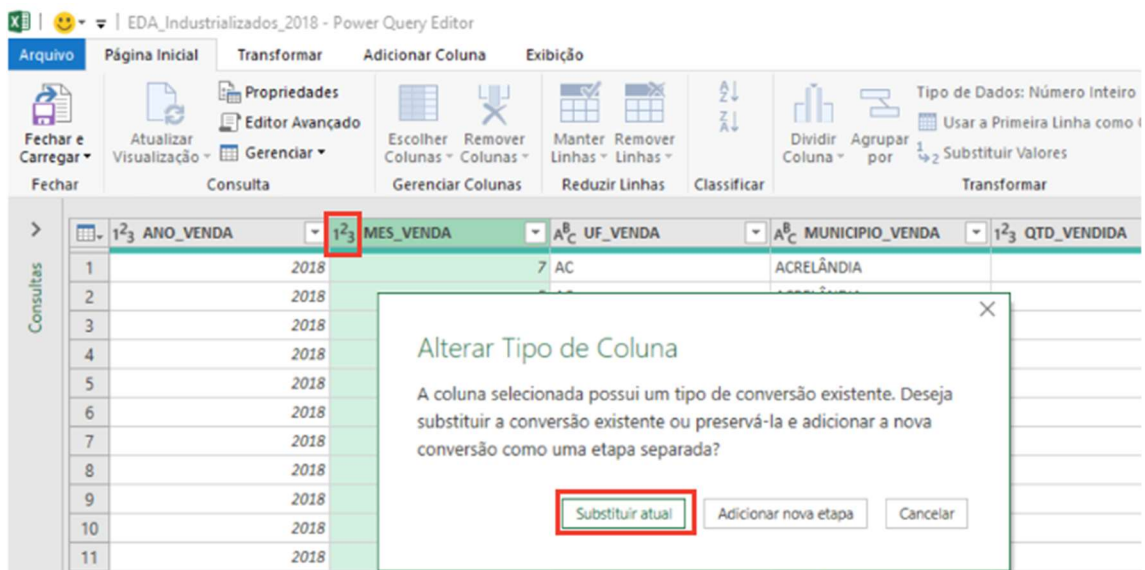 EDA_Industrializados_2018 - Power Query Editor
Arquivo Página Inicial Transformar Adicionar Coluna Exibição
Fechar e
Carregar
Fechar
Atualizar
Visualização
Propriedades
Editor Avançado
Gerenciar
Consulta
Escolher
Colunas
Remover
Colunas
Gerenciar Colunas
Manter
Linhas
Remover
Linhas
Reduzir Linhas
Classificar
Dividir
Coluna
Agrupar
por
Tipo de Dados: Número Inteiro
Usar a Primeira Linha como
Substituir Valores
Transformar
Consultas
ANO_VENDA MES_VENDA UF_VENDA MUNICIPIO_VENDA QTD_VENDIDA
1 2018 7 AC ACRELÂNDIA
2 2018
3 2018
4 2018
5 2018
6 2018
7 2018
8 2018
9 2018
10 2018
11 2018
Alterar Tipo de Coluna
A coluna selecionada possui um tipo de conversão existente. Deseja
substituir a conversão existente ou preservá-la e adicionar a nova
conversão como uma etapa separada?
Substituir atual Adicionar nova etapa Cancelar